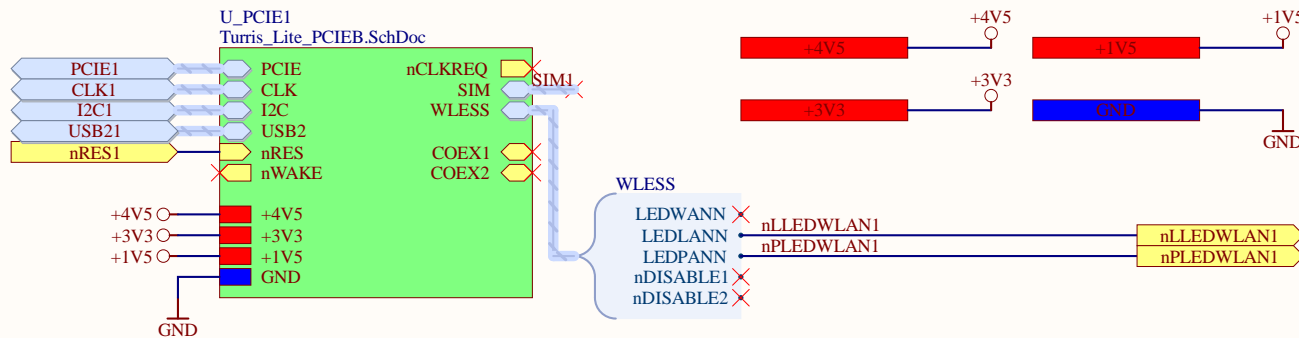 U_PCIE1
Turris_Lite_PCIEB.SchDoc
PCIE1
CLK1
I2C1
USB21
nRES1
PCIE
CLK
I2C
USB2
nRES
nWAKE
nCLKREQ
SIM
WLESS
COEX1
COEX2
SIM1
+4V5
+3V3
+1V5
+4V5
+3V3
+1V5
GND
GND
WLESS
LEDWANN
LEDLANN
LEDPANN
nDISABLE1
nDISABLE2
nLLEDWLAN1
nPLEDWLAN1
nLLEDWLAN1
nPLEDWLAN1
+4V5
+4V5
+1V5
+1V5
+3V3
+3V3
GND
GND